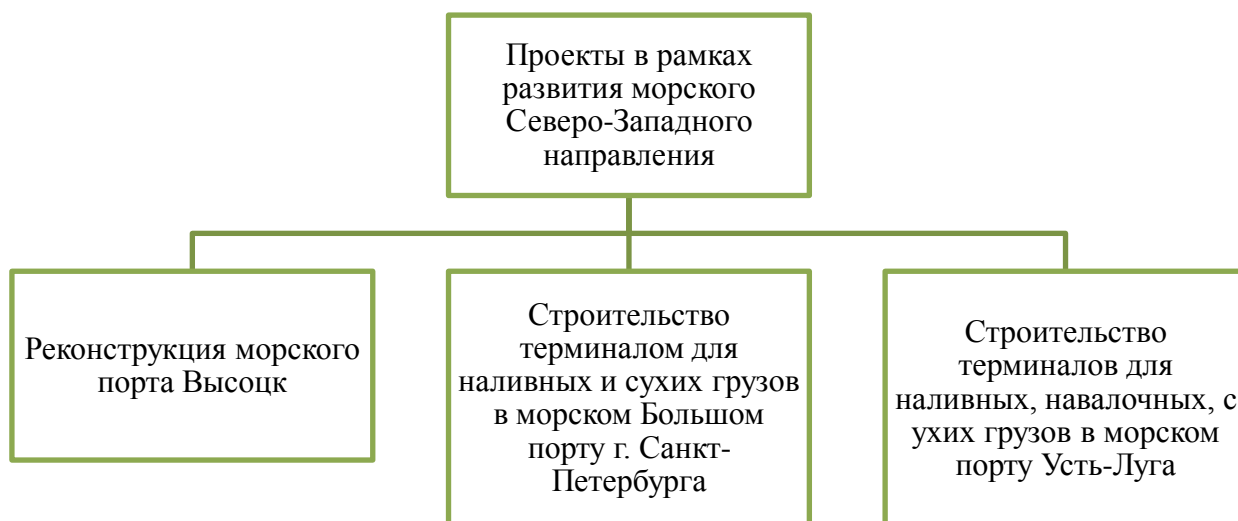 Проекты в рамках
развития морского
Северо-Западного
направления
Реконструкция морского
порта Высоцк
Строительство
терминалом для
наливных и сухих грузов
в морском Большом
порту г. Санкт-
Петербурга
Строительство
терминалов для
наливных, навалочных, с
ухих грузов в морском
порту Усть-Луга